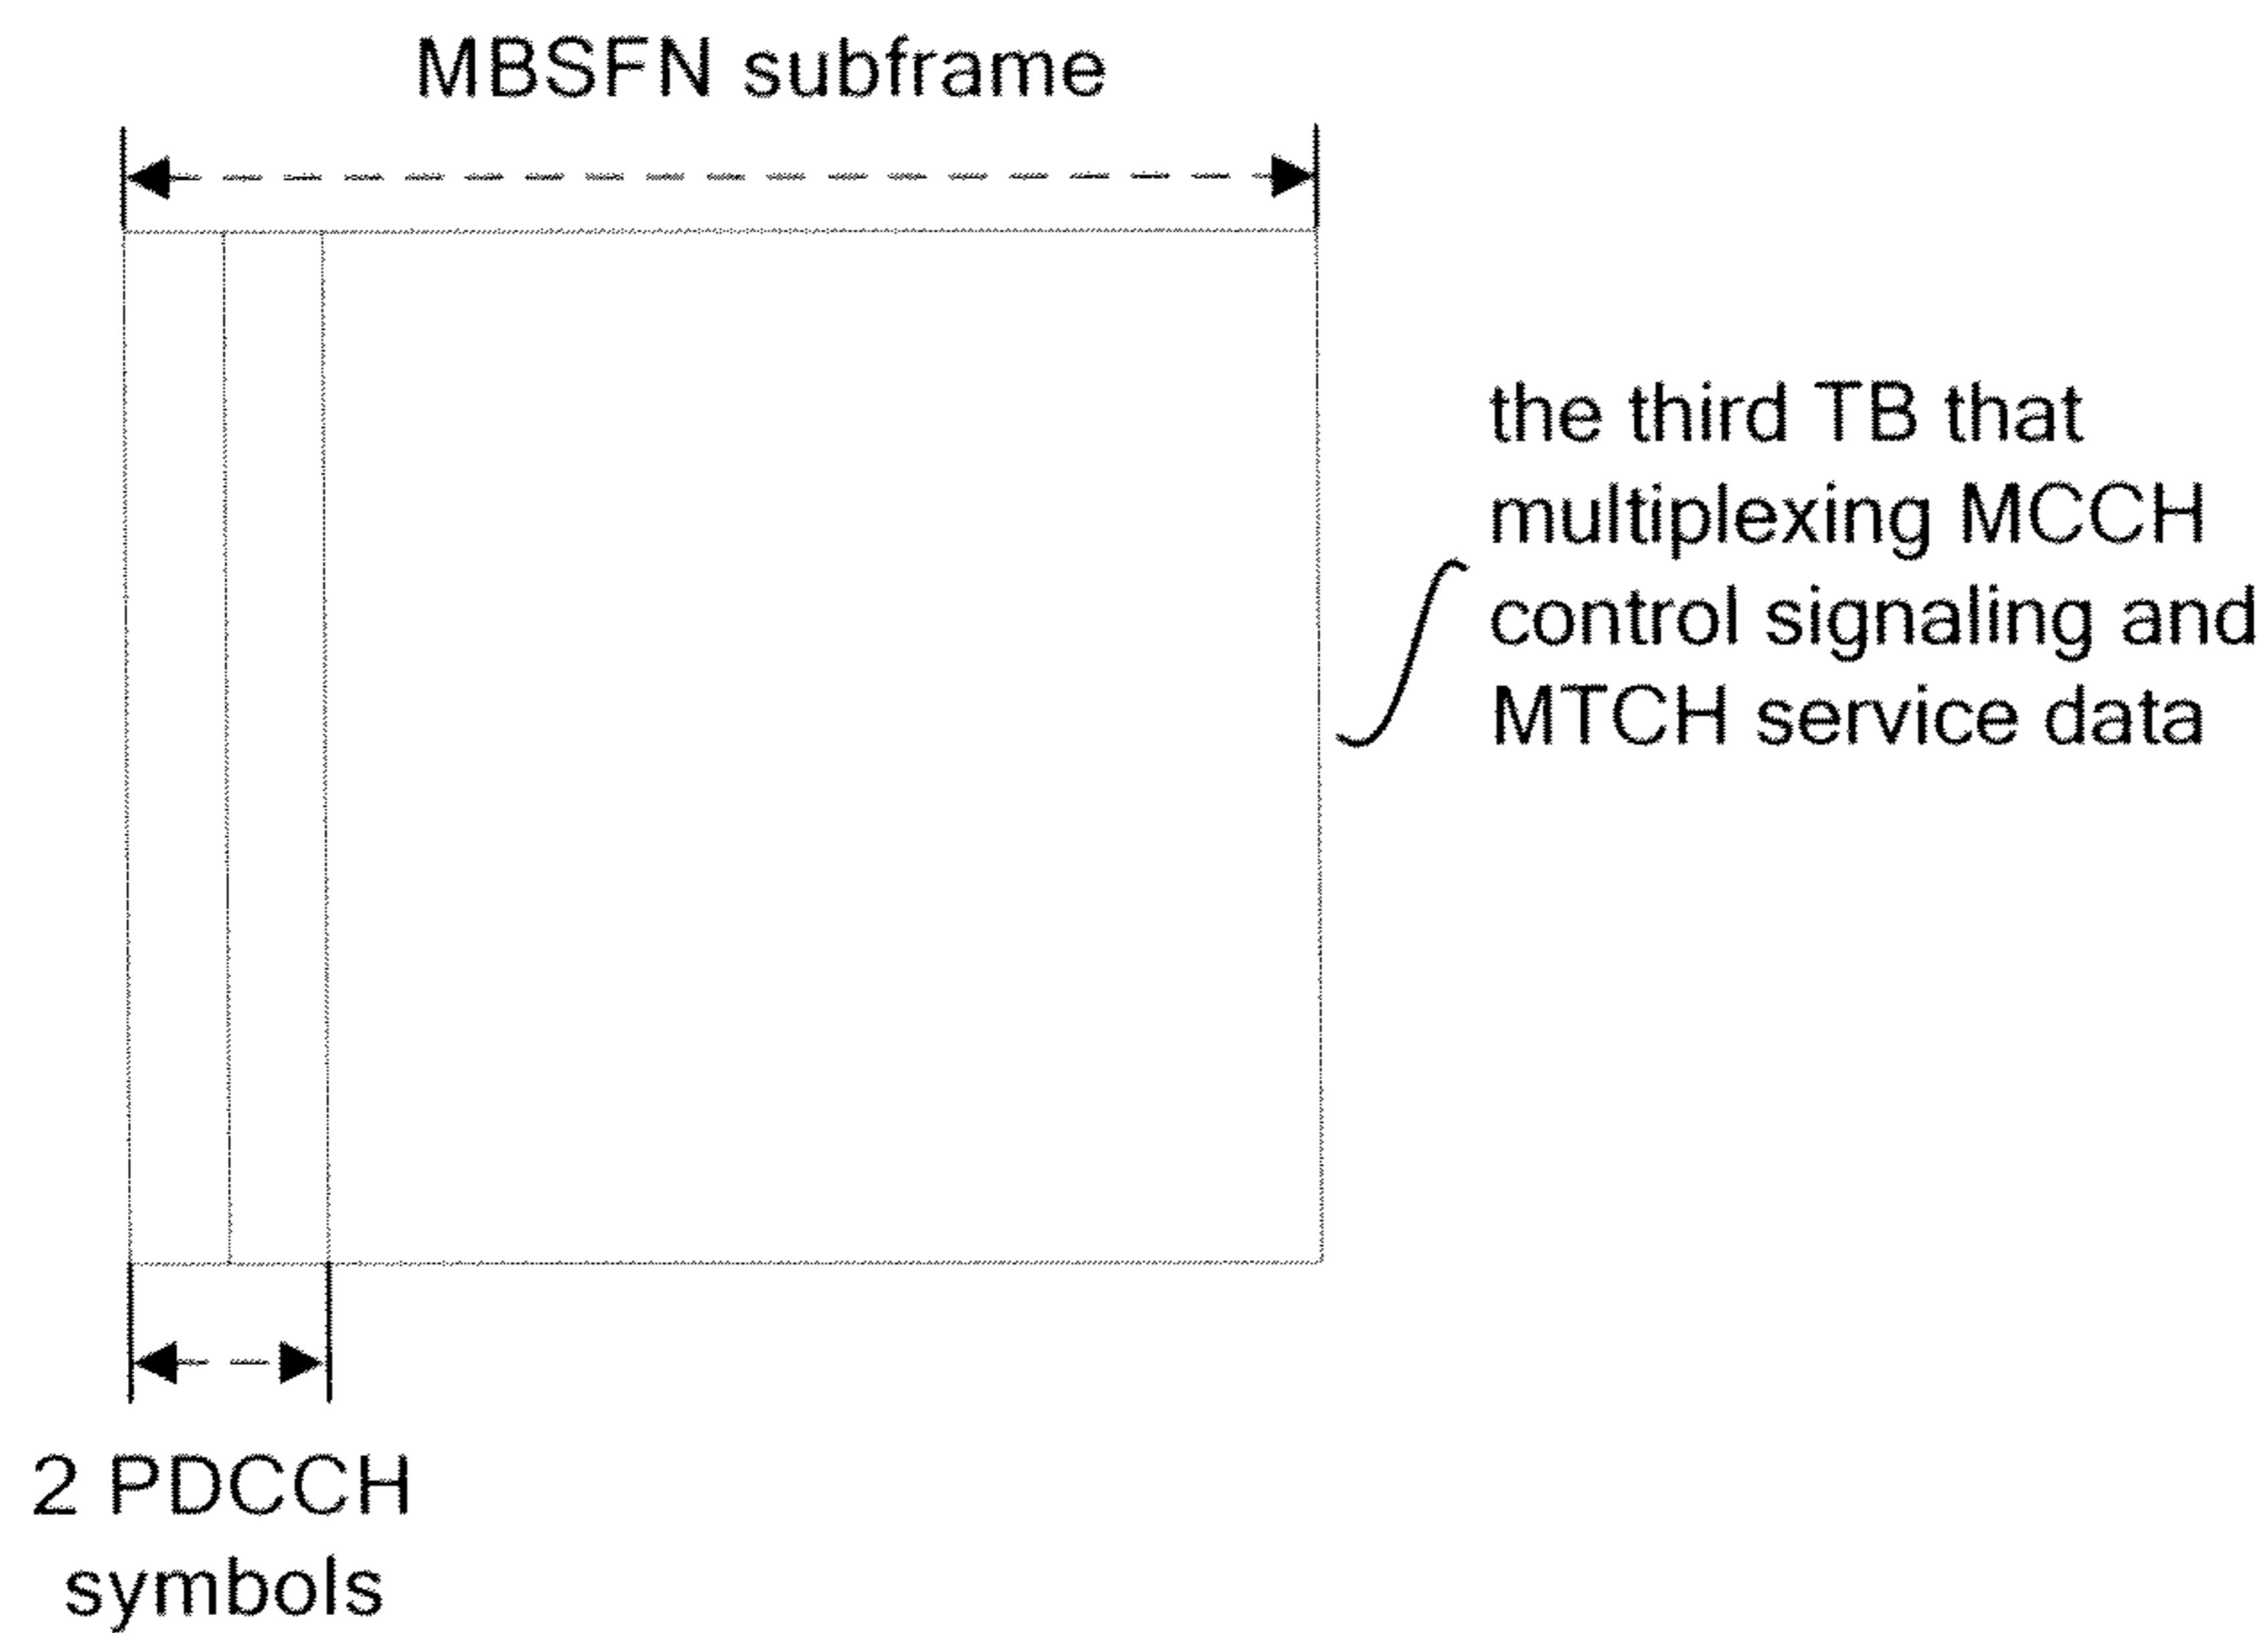 MBSFN subframe
the third TB that
multiplexing MCCH
control signaling and
MTCH service data
2 PDCCH
symbols